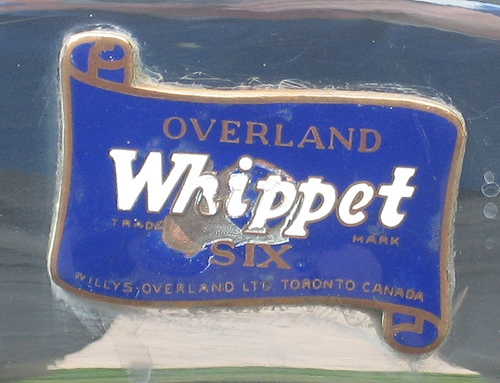 OVERLAND
Whippet
TRADE MARK
SIX
WILLYS, OVERLAND LTD. TORONTO CANADA